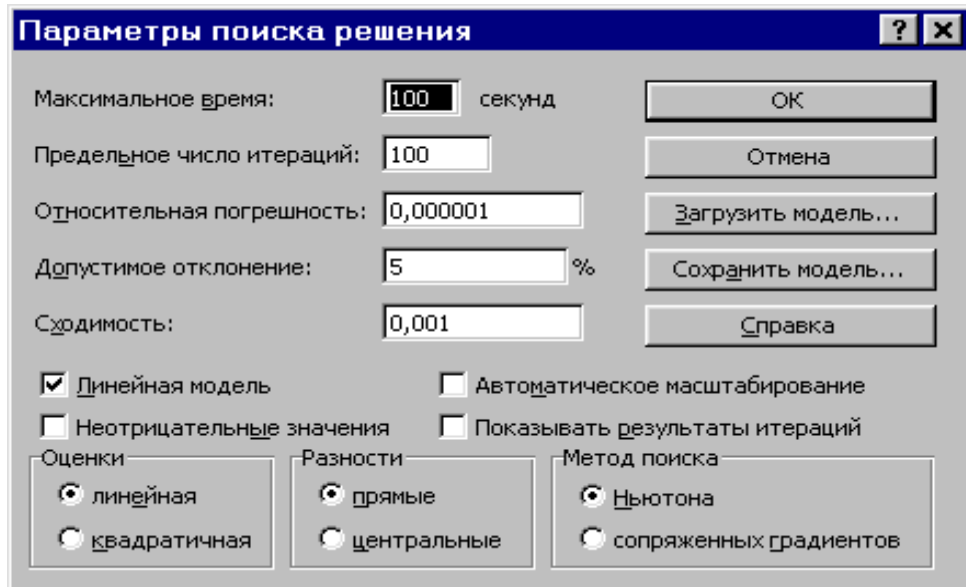 Параметры поиска решения
Максимальное время: 100 секунд
ОК
Предельное число итераций: 100
Отмена
Относительная погрешность: 0,000001
Загрузить модель...
Допустимое отклонение: 5 %
Сохранить модель...
Сходимость: 0,001
Справка
Линейная модель
Автоматическое масштабирование
Неотрицательные значения
Показывать результаты итераций
Оценки
Разности
Метод поиска
линейная
прямые
Ньютона
квадратичная
центральные
сопряженных градиентов